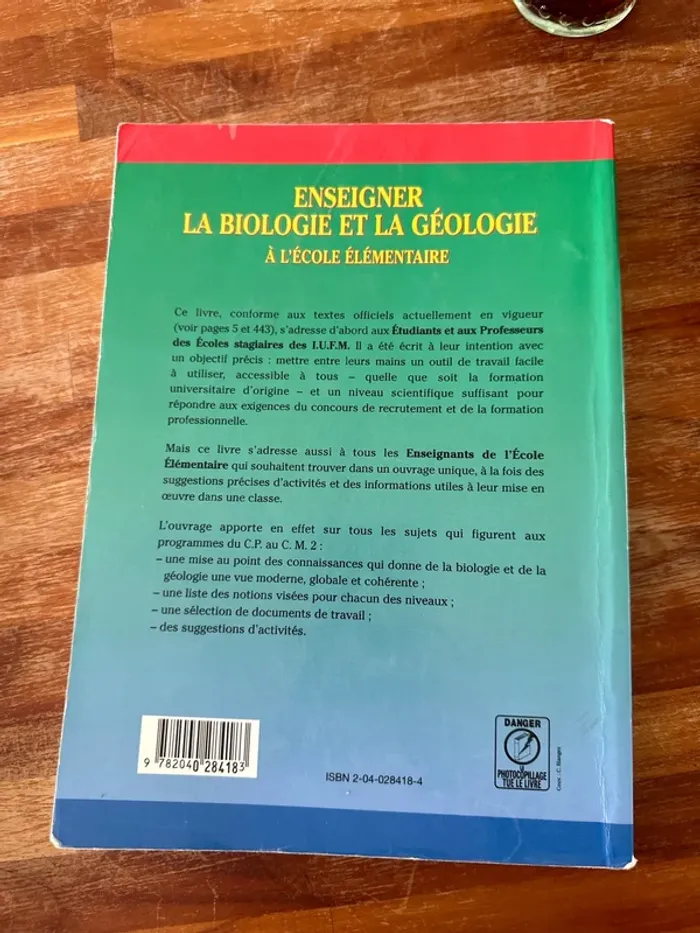 ENSEIGNER
LA BIOLOGIE ET LA GÉOLOGIE
À L'ÉCOLE ÉLÉMENTAIRE
Ce livre, conforme aux textes officiels actuellement en vigueur
(voir pages 5 et 443), s'adresse d'abord aux Étudiants et aux Professeurs
des Écoles stagiaires des I.U.F.M. Il a été écrit à leur intention avec
un objectif précis : mettre entre leurs mains un outil de travail facile
à utiliser, accessible à tous – quelle que soit la formation
universitaire d'origine – et un niveau scientifique suffisant pour
répondre aux exigences du concours de recrutement et de la formation
professionnelle.
Mais ce livre s'adresse aussi à tous les Enseignants de l'École
Élémentaire qui souhaitent trouver dans un ouvrage unique, à la fois des
suggestions précises d'activités et des informations utiles à leur mise en
œuvre dans une classe.
L'ouvrage apporte en effet sur tous les sujets qui figurent aux
programmes du C.P. au C. M. 2 :
– une mise au point des connaissances qui donne de la biologie et de la
géologie une vue moderne, globale et cohérente ;
– une liste des notions visées pour chacun des niveaux ;
– une sélection de documents de travail ;
– des suggestions d'activités.
9 782040 284183
ISBN 2-04-028418-4
DANGER
LE
PHOTOCOPILLAGE
TUE LE LIVRE